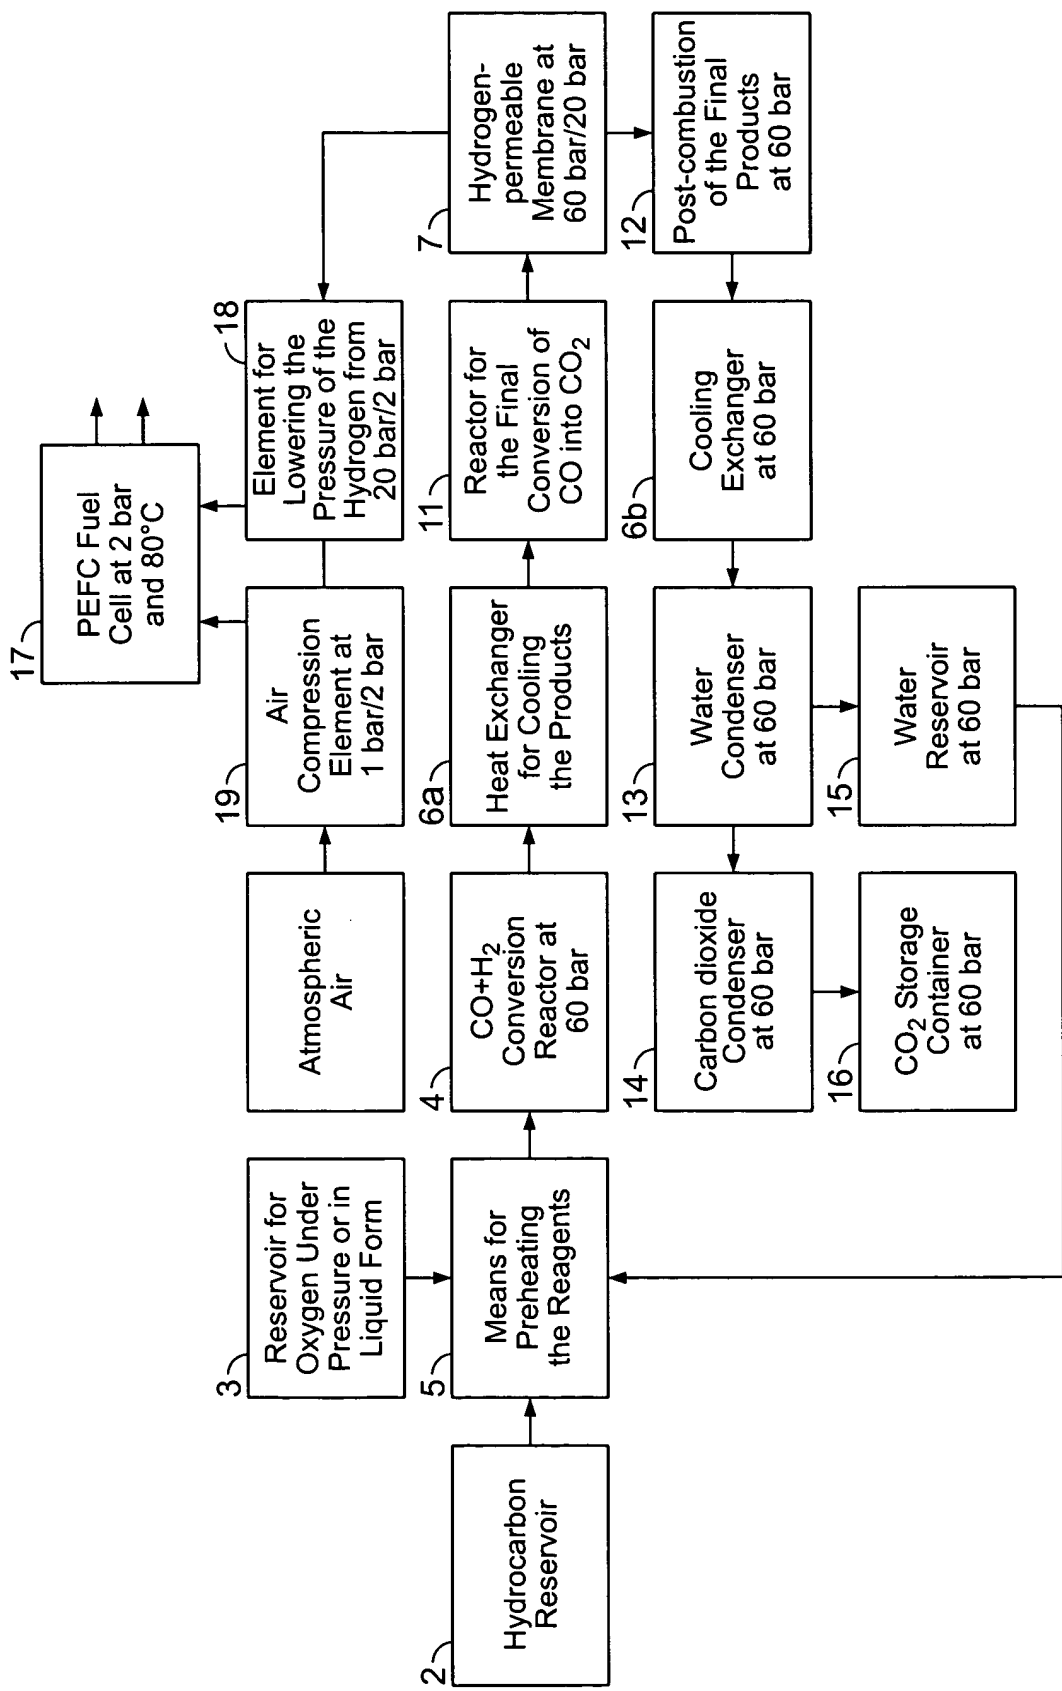 17
PEFC Fuel
Cell at 2 bar
and 80°C
3
Reservoir for
Oxygen Under
Pressure or in
Liquid Form
Atmospheric
Air
19
Air
Compression
Element at
1 bar/2 bar
18
Element for
Lowering the
Pressure of the
Hydrogen from
20 bar/2 bar
2
Hydrocarbon
Reservoir
5
Means for
Preheating
the Reagents
4
CO+H2
Conversion
Reactor at
60 bar
6a
Heat Exchanger
for Cooling
the Products
11
Reactor for
the Final
Conversion of
CO into CO2
7
Hydrogen-
permeable
Membrane at
60 bar/20 bar
14
Carbon dioxide
Condenser
at 60 bar
13
Water
Condenser
at 60 bar
6b
Cooling
Exchanger
at 60 bar
12
Post-combustion
of the Final
Products
at 60 bar
16
CO2 Storage
Container
at 60 bar
15
Water
Reservoir
at 60 bar